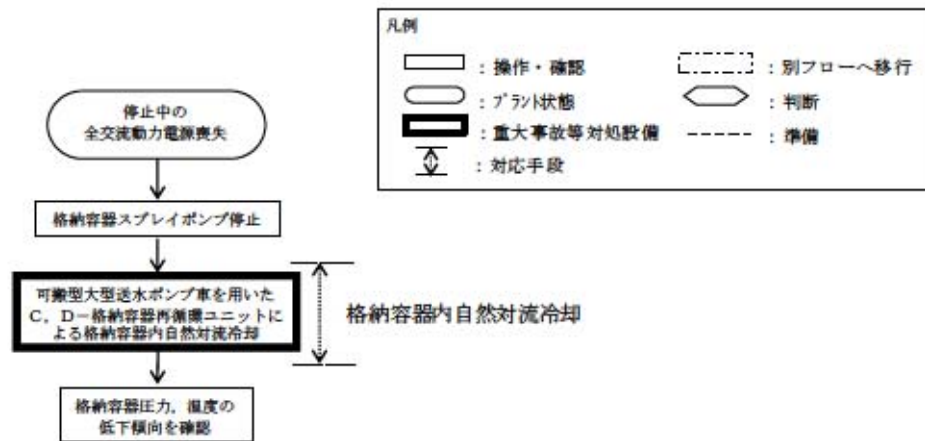 凡例
: 操作・確認
: 別フローへ移行
: プラント状態
: 判断
: 重大事故等対処設備
: 準備
: 対応手段
停止中の
全交流動力電源喪失
格納容器スプレイポンプ停止
可搬型大型送水ポンプ車を用いた
C,D－格納容器再循環ユニットに
よる格納容器内自然対流冷却
格納容器内自然対流冷却
格納容器圧力,温度の
低下傾向を確認